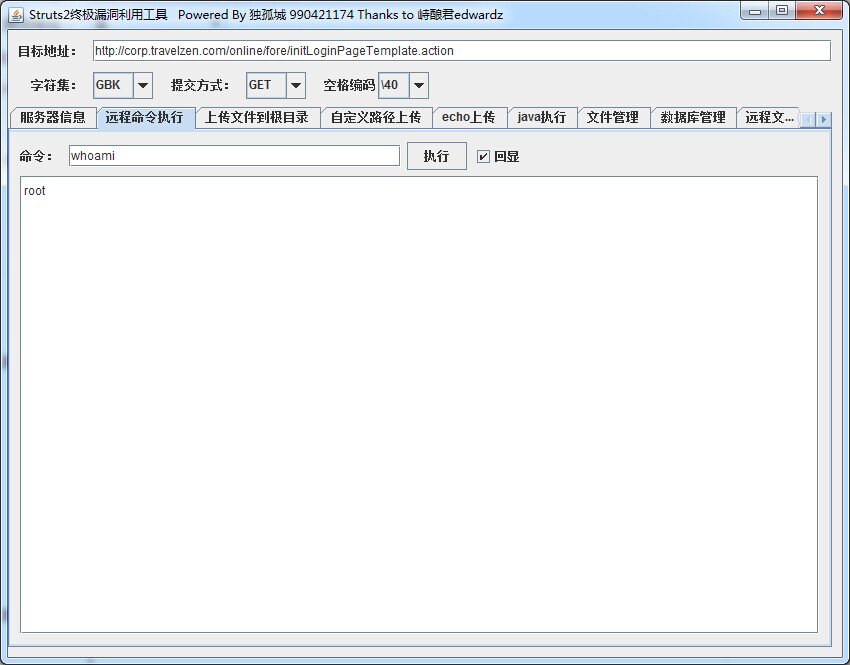 Struts2终极漏洞利用工具 Powered By 独孤城 990421174 Thanks to 峙酿君edwardz
目标地址： http://corp.travelzen.com/online/fore/initLoginPageTemplate.action
字符集： GBK 提交方式： GET 空格编码 \40
服务器信息 远程命令执行 上传文件到根目录 自定义路径上传 echo上传 java执行 文件管理 数据库管理 远程文...
命令： whoami 执行 回显
root